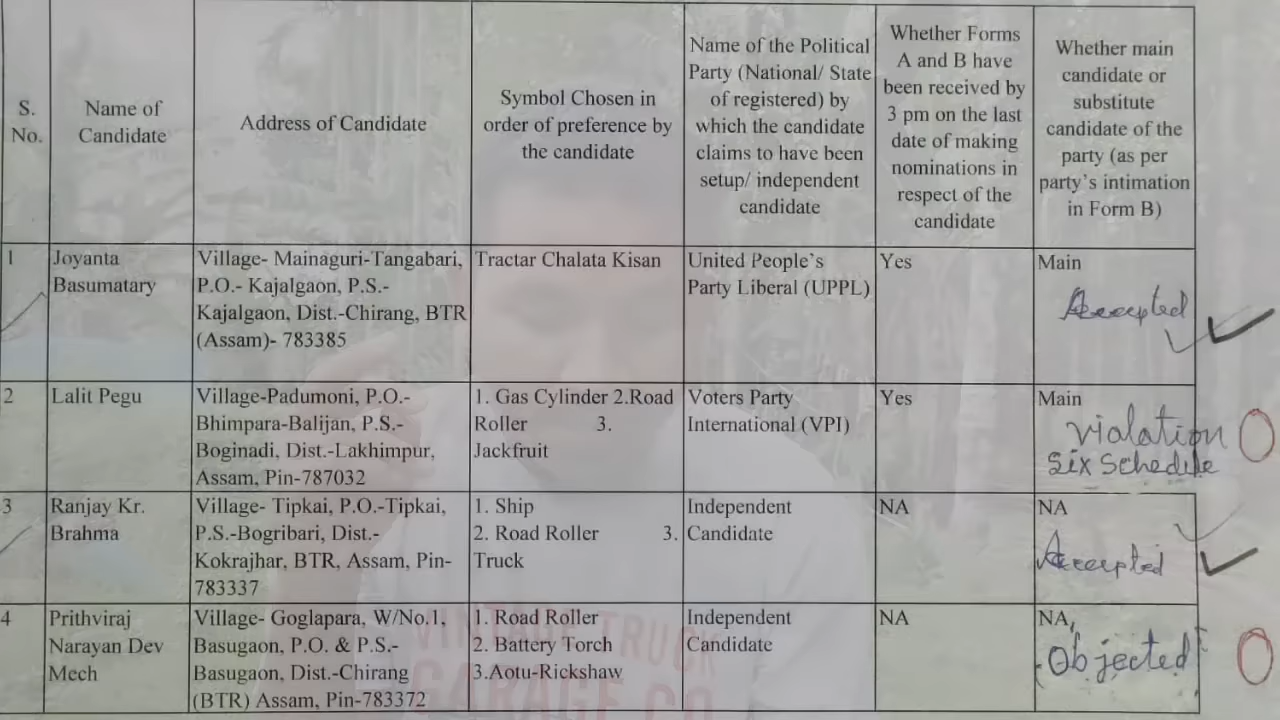 S.
No.
Name of
Candidate
Address of Candidate
Symbol Chosen in
order of preference by
the candidate
Name of the Political
Party (National/ State
of registered) by
which the candidate
claims to have been
setup/ independent
candidate
Whether Forms
A and B have
been received by
3 pm on the last
date of making
nominations in
respect of the
candidate
Whether main
candidate or
substitute
candidate of the
party (as per
party's intimation
in Form B)
1
Joyanta
Basumatary
Village- Mainaguri-Tangabari,
P.O.- Kajalgaon, P.S.-
Kajalgaon, Dist.-Chirang, BTR
(Assam)- 783385
Tractar Chalata Kisan
United People's
Party Liberal (UPPL)
Yes
Main
Accepted
2
Lalit Pegu
Village-Padumoni, P.O.-
Bhimpara-Balijan, P.S.-
Boginadi, Dist.-Lakhimpur,
Assam, Pin-787032
1. Gas Cylinder 2.Road
Roller 3.
Jackfruit
Voters Party
International (VPI)
Yes
Main
violation
Six Schedule
3
Ranjay Kr.
Brahma
Village- Tipkai, P.O.-Tipkai,
P.S.-Bogribari, Dist.-
Kokrajhar, BTR, Assam, Pin-
783337
1. Ship
2. Road Roller 3.
Truck
Independent
Candidate
NA
NA
Accepted
4
Prithviraj
Narayan Dev
Mech
Village- Goglapara, W/No.1,
Basugaon, P.O. & P.S.-
Basugaon, Dist.-Chirang
(BTR) Assam, Pin-783372
1. Road Roller
2. Battery Torch
3.Aotu-Rickshaw
Independent
Candidate
NA
NA,
Objected
VINTAGE TRUCK
GARAGE CO